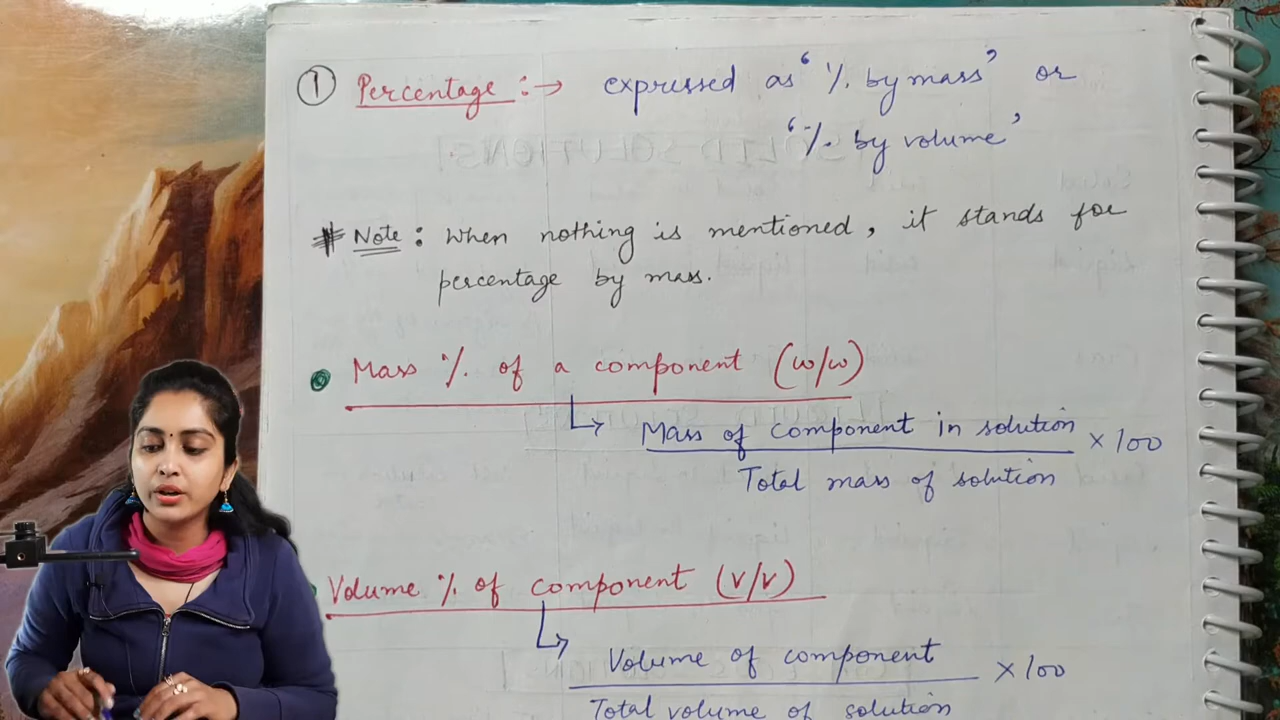 ① Percentage :→ expressed as ‘% by mass’ or
‘% by volume’
# Note : When nothing is mentioned, it stands for
percentage by mass.
Mass % of a component (w/w)
↳ Mass of component in solution × 100
Total mass of solution
Volume % of component (v/v)
↳ Volume of component × 100
Total volume of solution